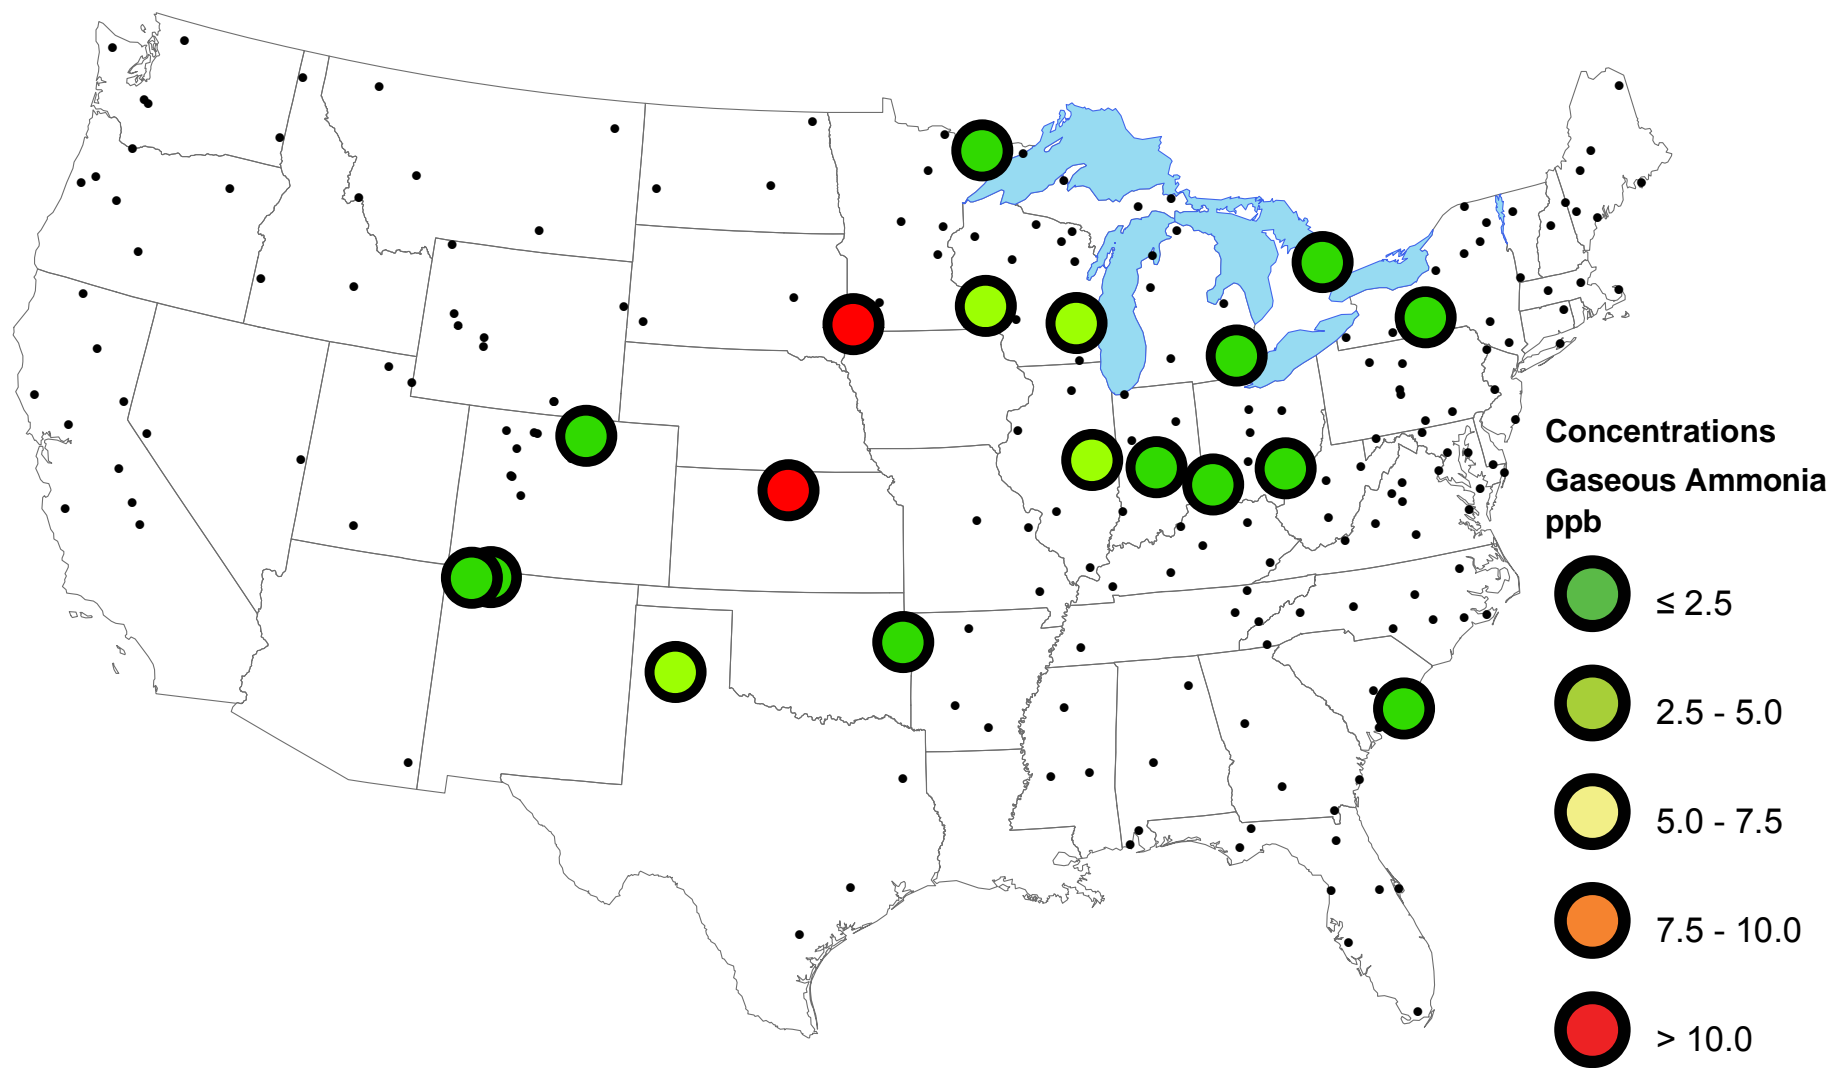 Concentrations
Gaseous Ammonia
ppb
≤ 2.5
2.5 - 5.0
5.0 - 7.5
7.5 - 10.0
> 10.0